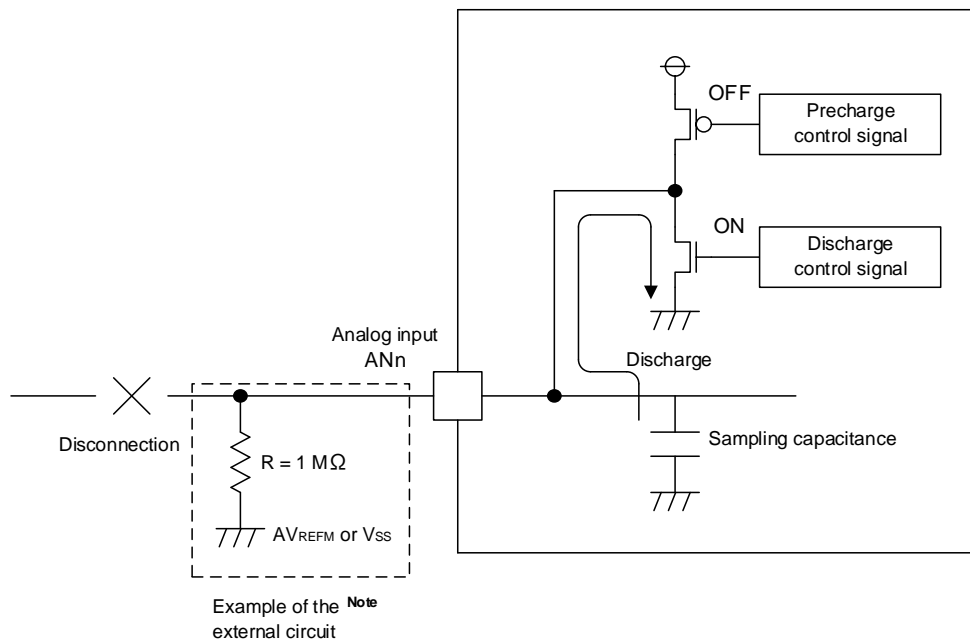 OFF
Precharge
control signal
ON
Discharge
control signal
Analog input
ANn
Discharge
Disconnection
Sampling capacitance
R = 1 MΩ
AVREFM or VSS
Example of the Note
external circuit